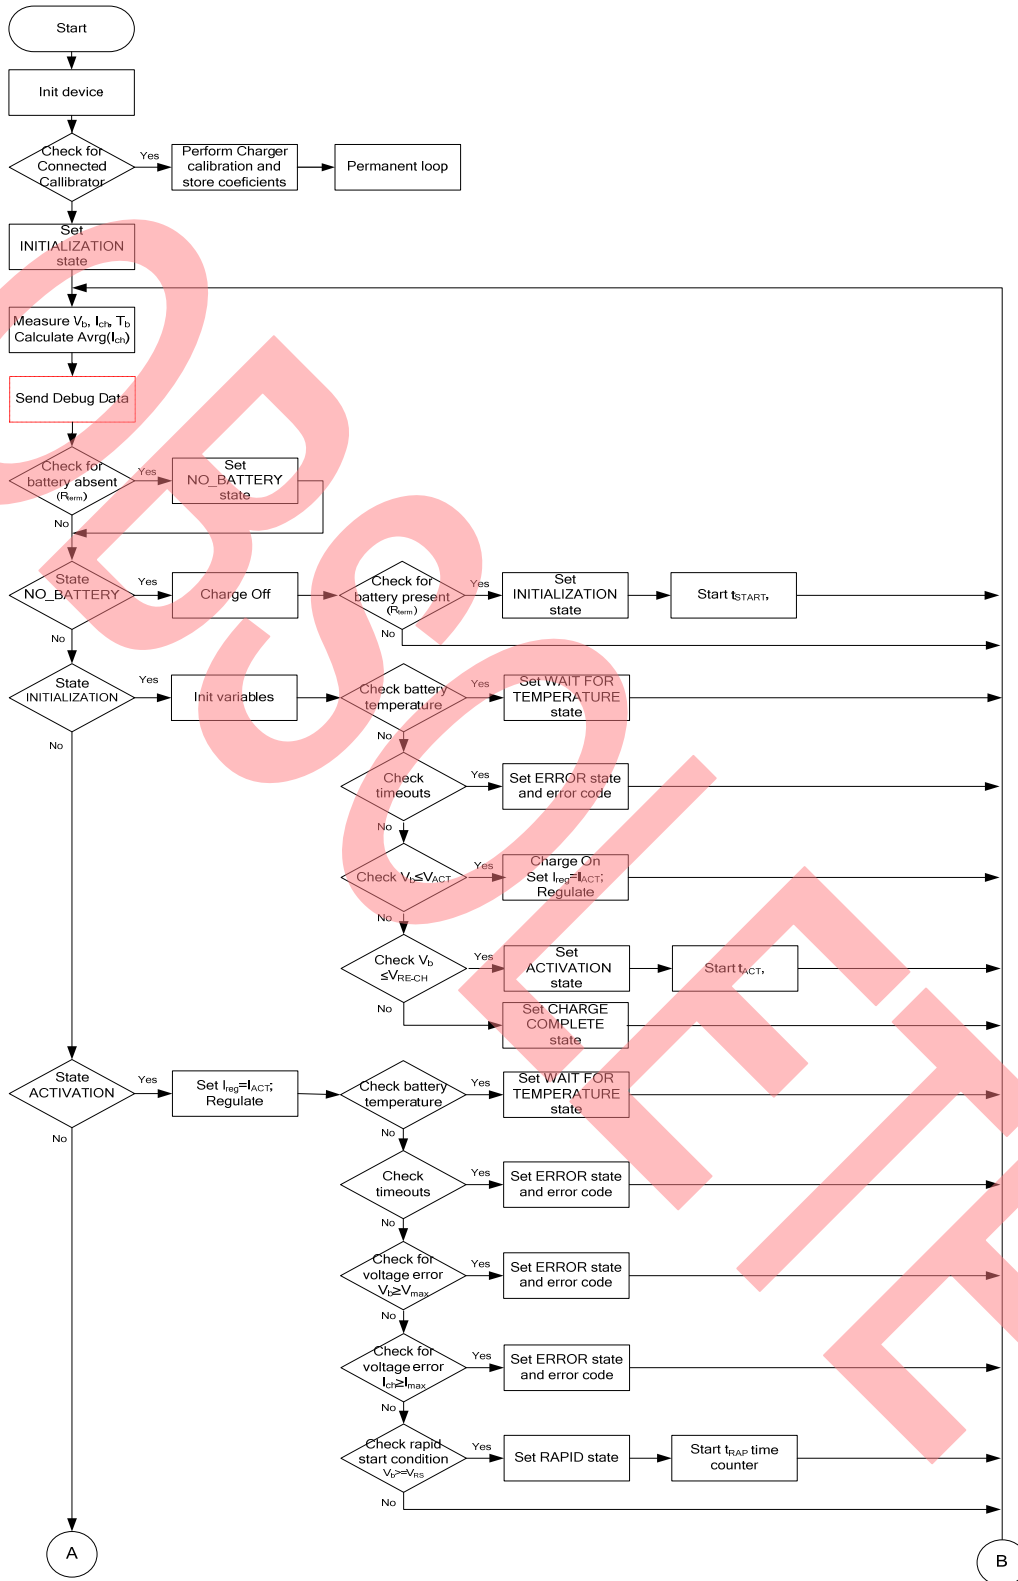 Start
Init device
Check for
Connected
Callibrator
Yes
Perform Charger
calibration and
store coeficients
Permanent loop
Set
INITIALIZATION
state
Measure Vb, Ich, Tb
Calculate Avrg(Ich)
Send Debug Data
Check for
battery absent
(Rterm)
Yes
Set
NO_BATTERY
state
No
State
NO_BATTERY
Yes
Charge Off
Check for
battery present
(Rterm)
Yes
Set
INITIALIZATION
state
Start tSTART,
No
No
State
INITIALIZATION
Yes
Init variables
Check battery
temperature
Yes
Set WAIT FOR
TEMPERATURE
state
No
No
Check
timeouts
Yes
Set ERROR state
and error code
No
Check Vb≤VACT
Yes
Charge On
Set Ireg=IACT;
Regulate
No
Check Vb
≤VRE-CH
Yes
Set
ACTIVATION
state
Start tACT,
No
Set CHARGE
COMPLETE
state
State
ACTIVATION
Yes
Set Ireg=IACT;
Regulate
Check battery
temperature
Yes
Set WAIT FOR
TEMPERATURE
state
No
No
Check
timeouts
Yes
Set ERROR state
and error code
No
Check for
voltage error
Vb≥Vmax
Yes
Set ERROR state
and error code
No
Check for
voltage error
Ich≥Imax
Yes
Set ERROR state
and error code
No
Check rapid
start condition
Vb>=VRS
Yes
Set RAPID state
Start tRAP time
counter
No
A
B
OBSOLETE